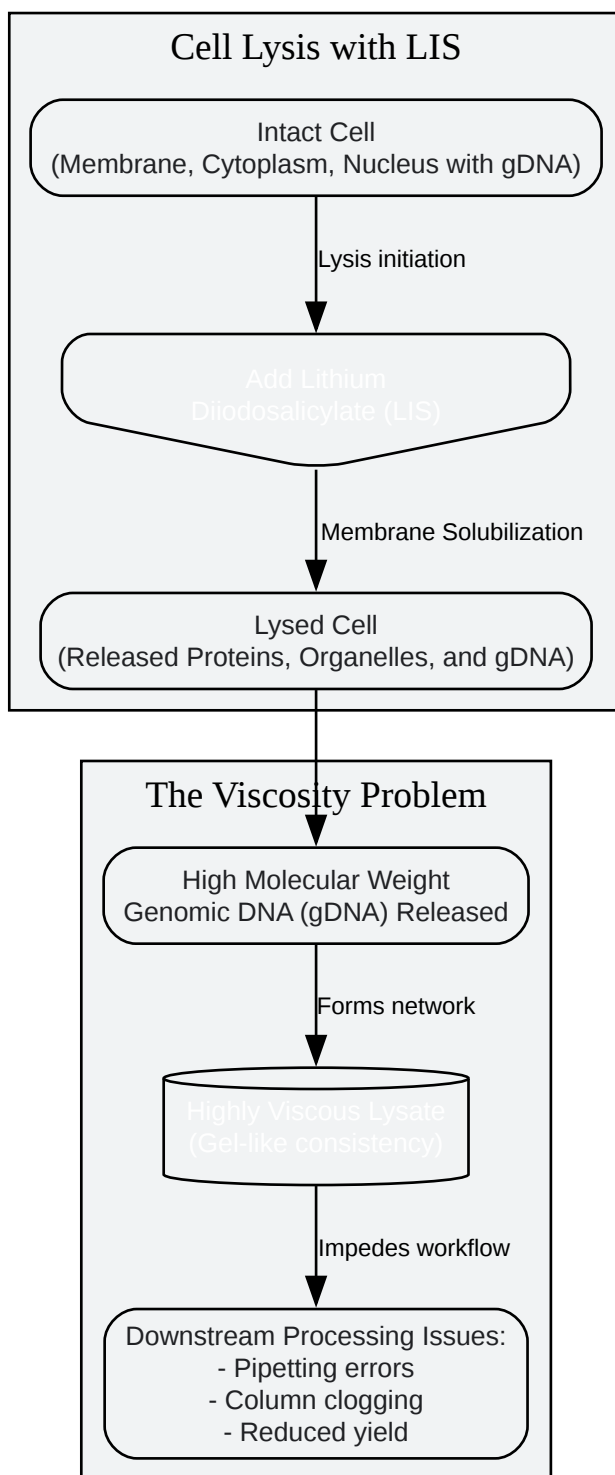 Cell Lysis with LIS
Intact Cell
(Membrane, Cytoplasm, Nucleus with gDNA)
Lysis initiation
Add Lithium
Diiodosalicylate (LIS)
Membrane Solubilization
Lysed Cell
(Released Proteins, Organelles, and gDNA)
The Viscosity Problem
High Molecular Weight
Genomic DNA (gDNA) Released
Forms network
Highly Viscous Lysate
(Gel-like consistency)
Impedes workflow
Downstream Processing Issues:
- Pipetting errors
- Column clogging
- Reduced yield